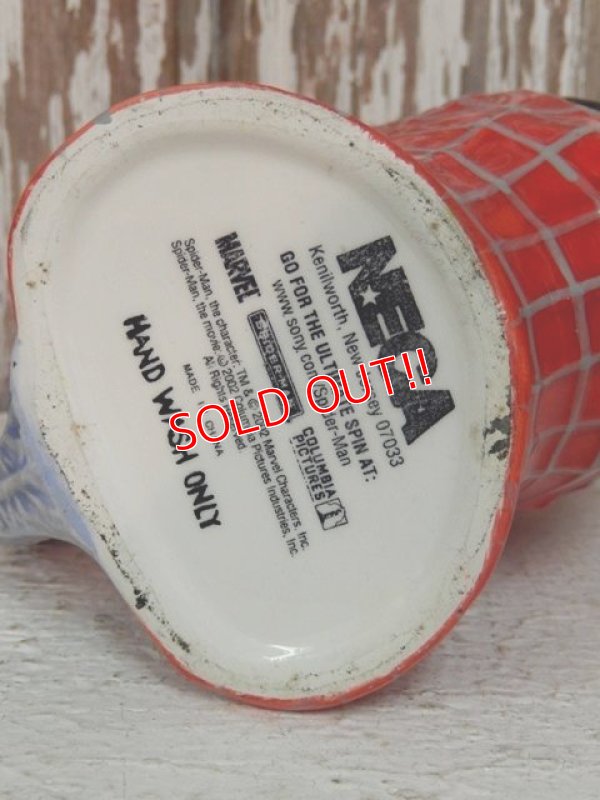 NECA
Kenilworth, New Jersey 07033
GO FOR THE ULTIMATE SPIN AT:
www.sony.com/Spider-Man
MARVEL
SPIDER-MAN
COLUMBIA
PICTURES
Spider-Man, the character, TM & © 2002 Marvel Characters, Inc.
Spider-Man, the movie, © 2002 Columbia Pictures Industries, Inc.
All Rights Reserved.
MADE IN CHINA
HAND WASH ONLY
SOLD OUT!!